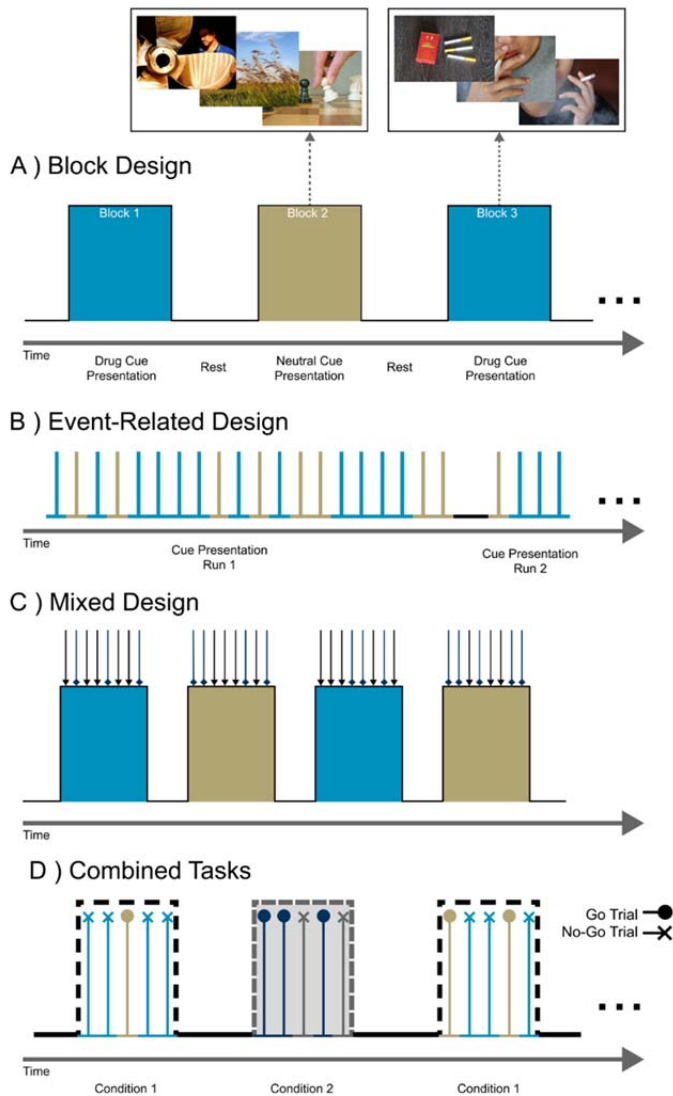 A ) Block Design
Block 1
Block 2
Block 3
Time
Drug Cue
Presentation
Rest
Neutral Cue
Presentation
Rest
Drug Cue
Presentation
B ) Event-Related Design
Time
Cue Presentation
Run 1
Cue Presentation
Run 2
C ) Mixed Design
Time
D ) Combined Tasks
Go Trial
No-Go Trial
Time
Condition 1
Condition 2
Condition 1